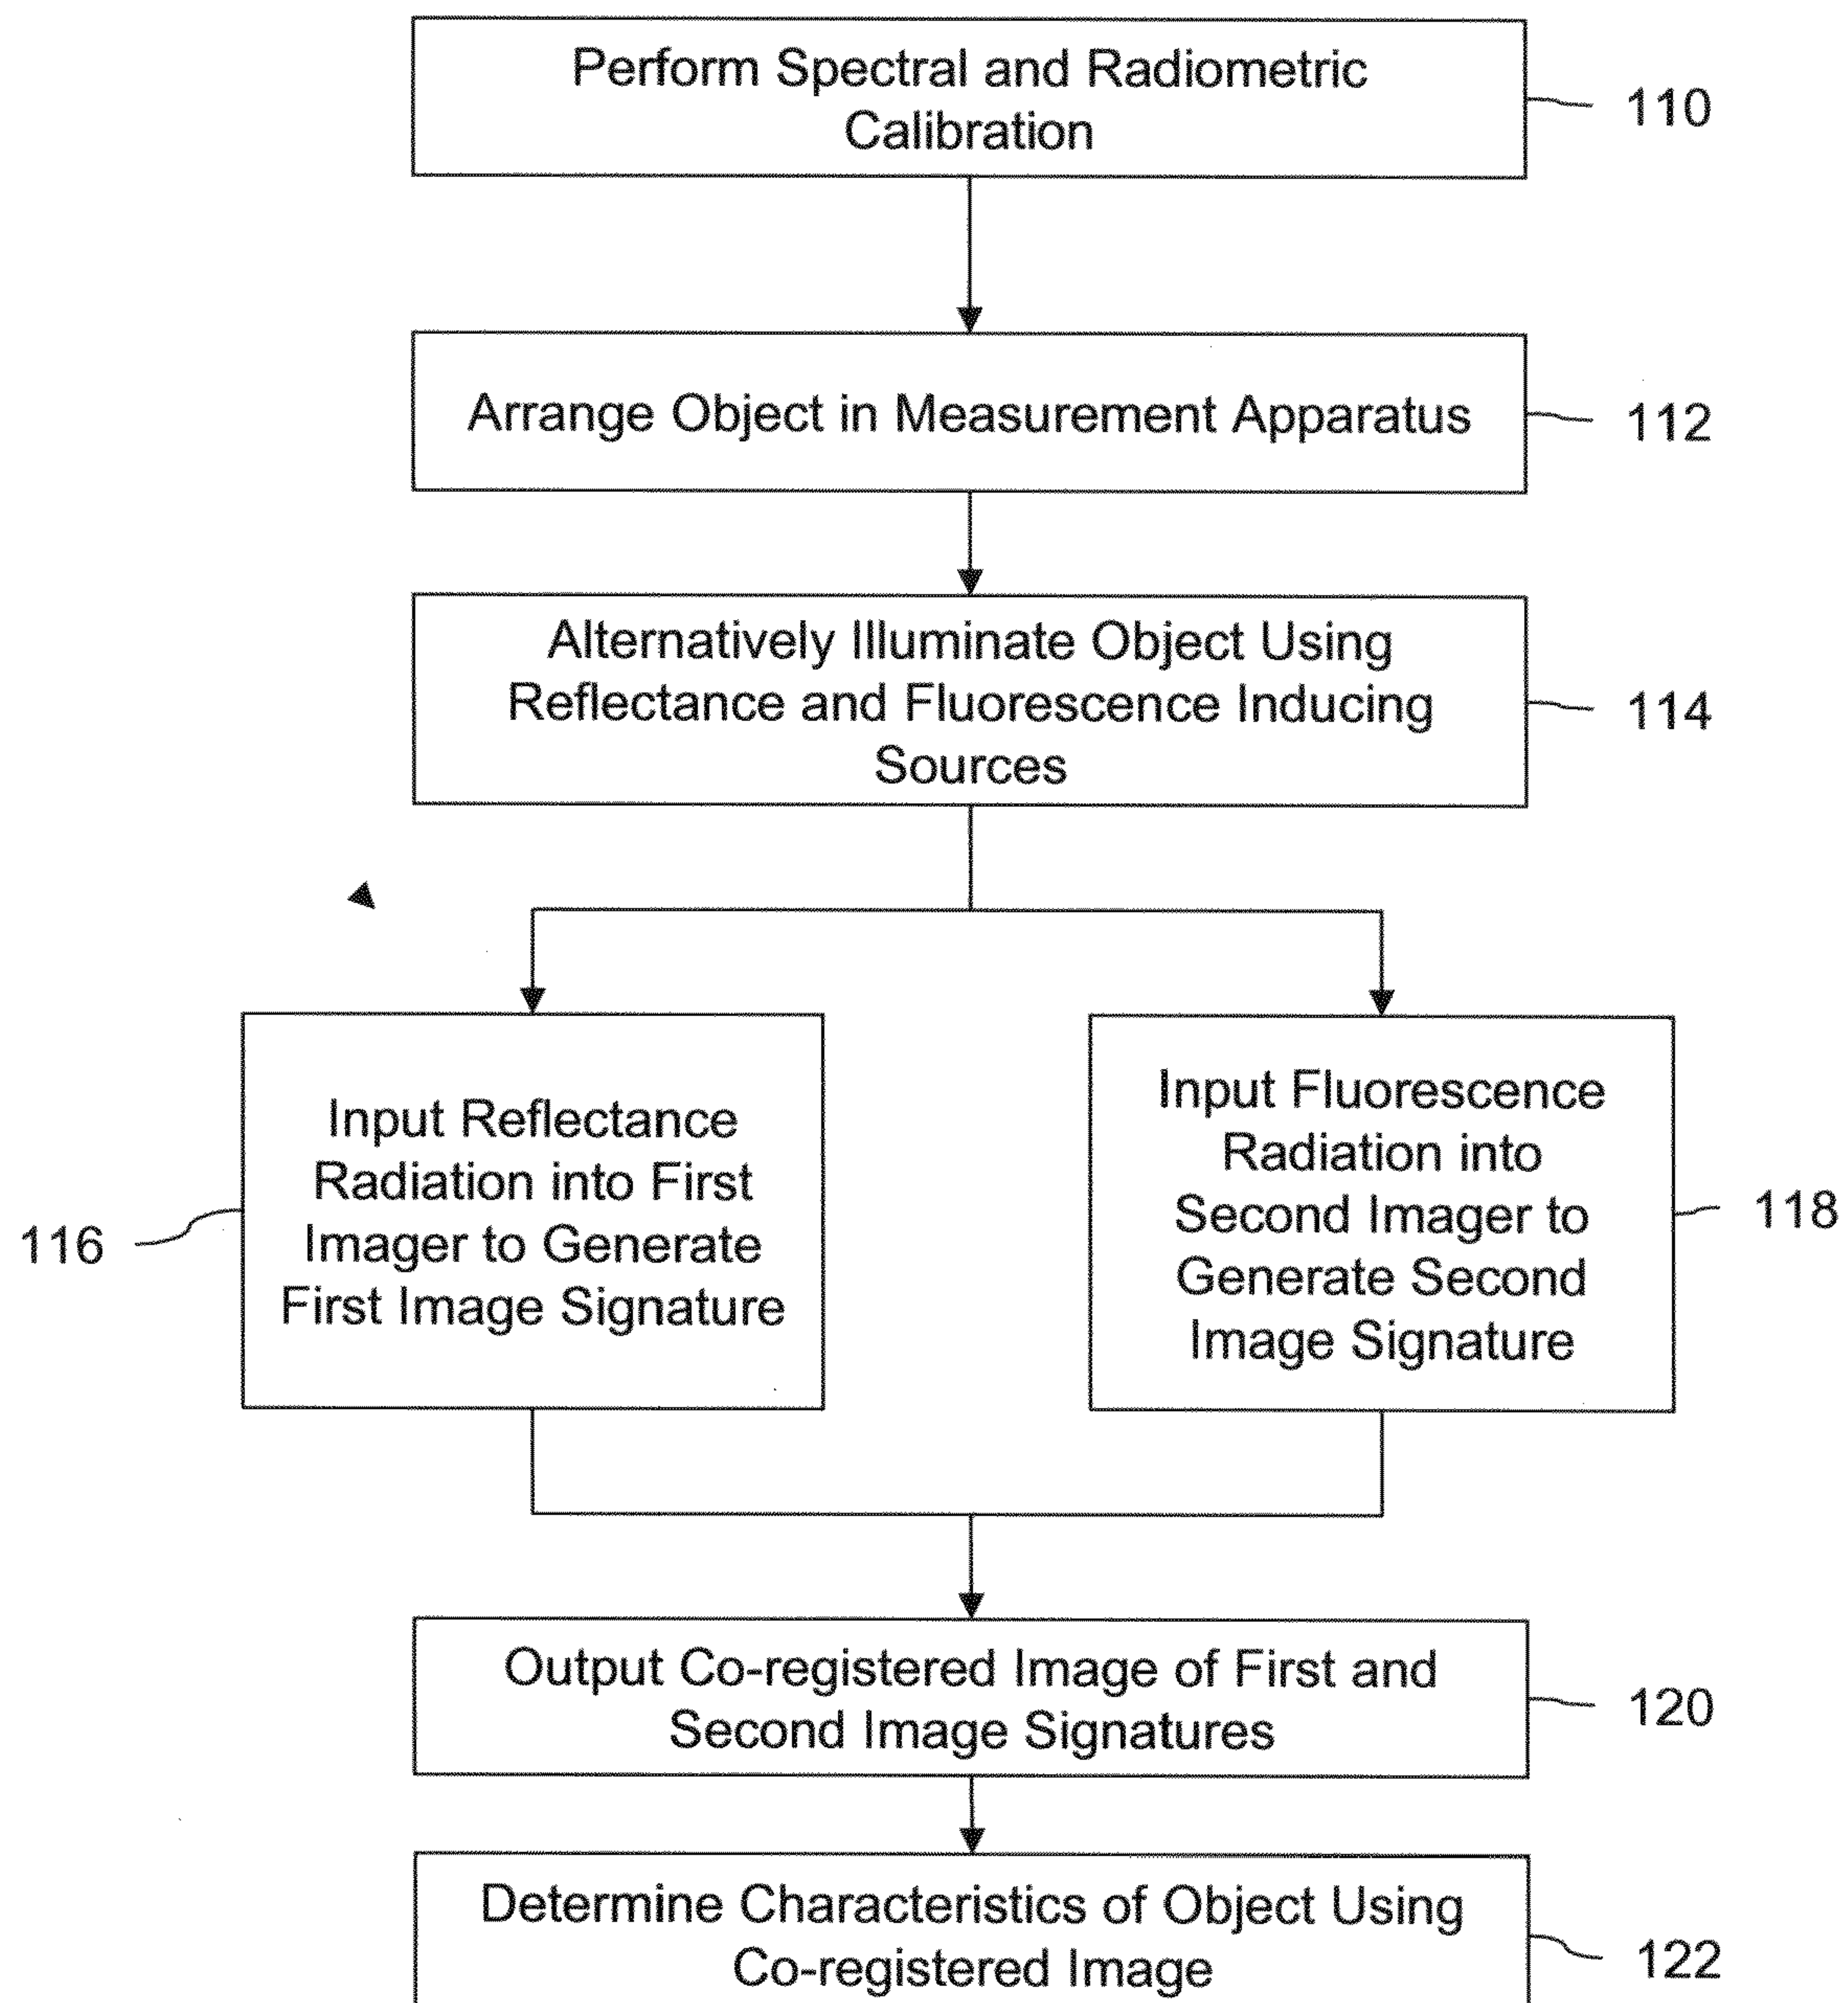 Perform Spectral and Radiometric
Calibration
110
Arrange Object in Measurement Apparatus
112
Alternatively Illuminate Object Using
Reflectance and Fluorescence Inducing
Sources
114
Input Reflectance
Radiation into First
Imager to Generate
First Image Signature
116
Input Fluorescence
Radiation into
Second Imager to
Generate Second
Image Signature
118
Output Co-registered Image of First and
Second Image Signatures
120
Determine Characteristics of Object Using
Co-registered Image
122